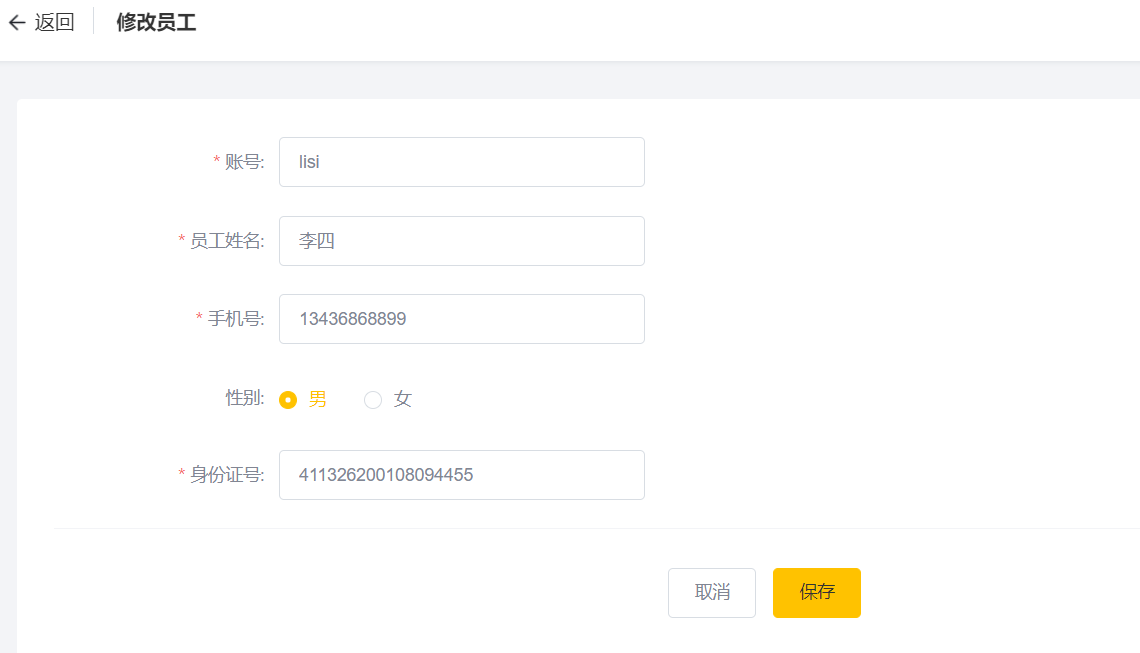 返回 修改员工
* 账号: lisi
* 员工姓名: 李四
* 手机号: 13436868899
性别: 男 女
* 身份证号: 411326200108094455
取消 保存